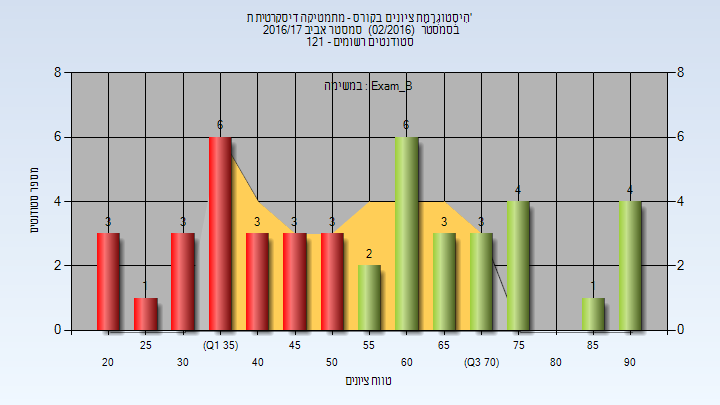 היסטוגרמת ציונים בקורס - מתמטיקה דיסקרטית ת'
בסמסטר (02/2016) סמסטר אביב 2016/17
סטודנטים רשומים - 121
במשימה : Exam_B
מספר סטודנטים
8 8
6 6
4 4
2 2
0 0
3 1 3 6 3 3 3 2 6 3 3 4 1 4
25 (Q1 35) 45 55 65 75 85
20 30 40 50 60 (Q3 70) 80 90
טווח ציונים